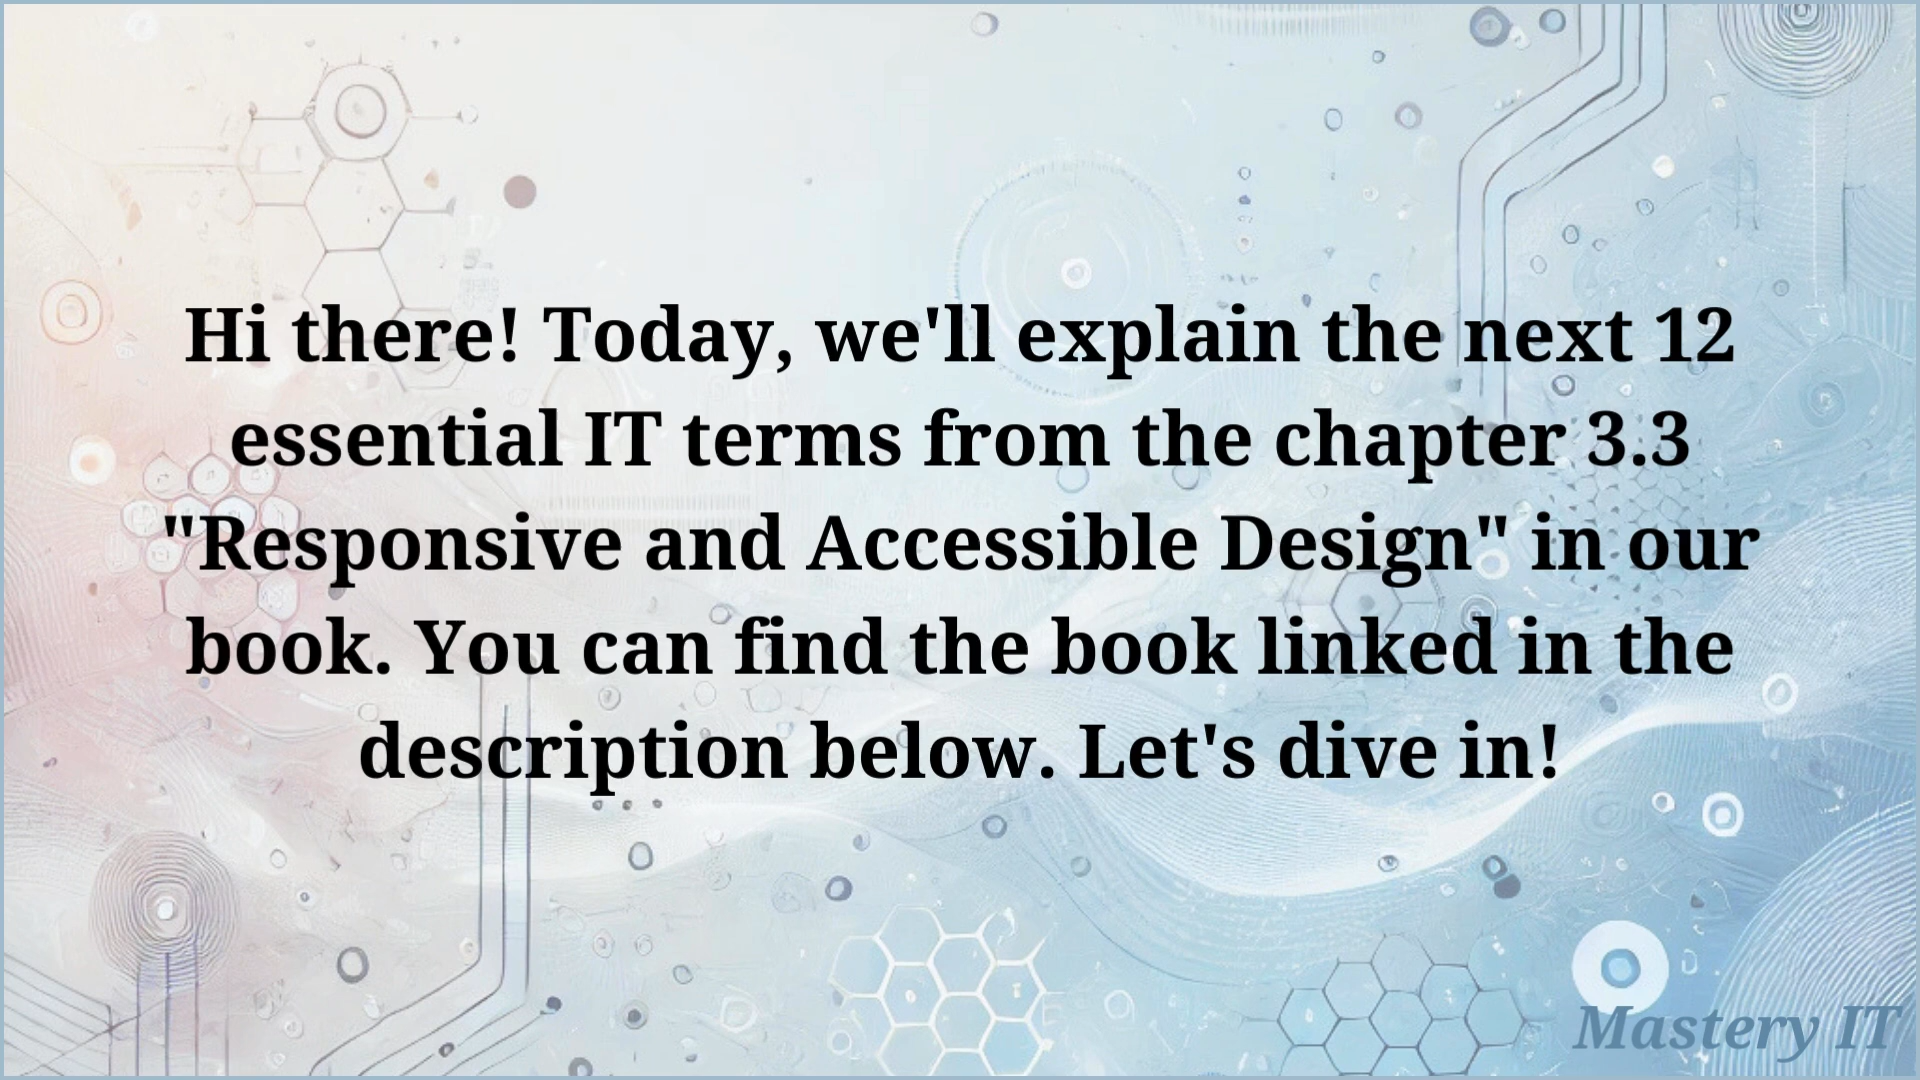 Hi there! Today, we'll explain the next 12
essential IT terms from the chapter 3.3
"Responsive and Accessible Design" in our
book. You can find the book linked in the
description below. Let's dive in!
Mastery IT